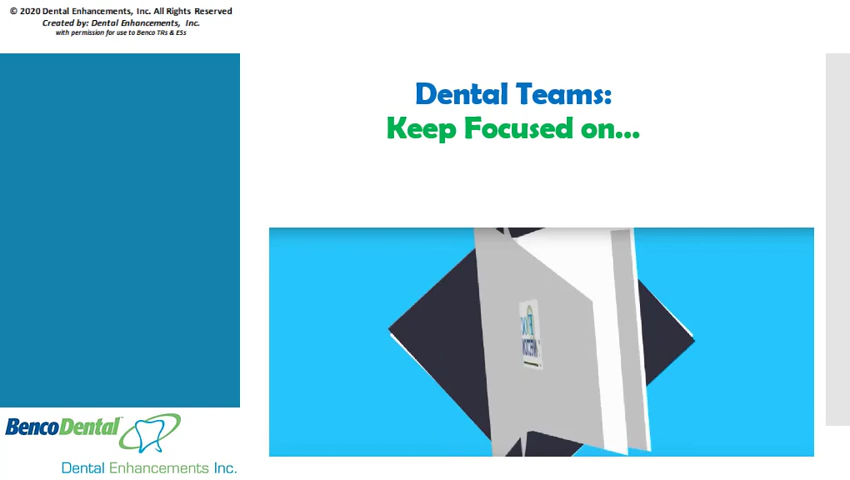 © 2020 Dental Enhancements, Inc. All Rights Reserved
Created by: Dental Enhancements, Inc.
with permission for use to Benco TRs & ESs
Dental Teams:
Keep Focused on...
BencoDental™
Dental Enhancements Inc.